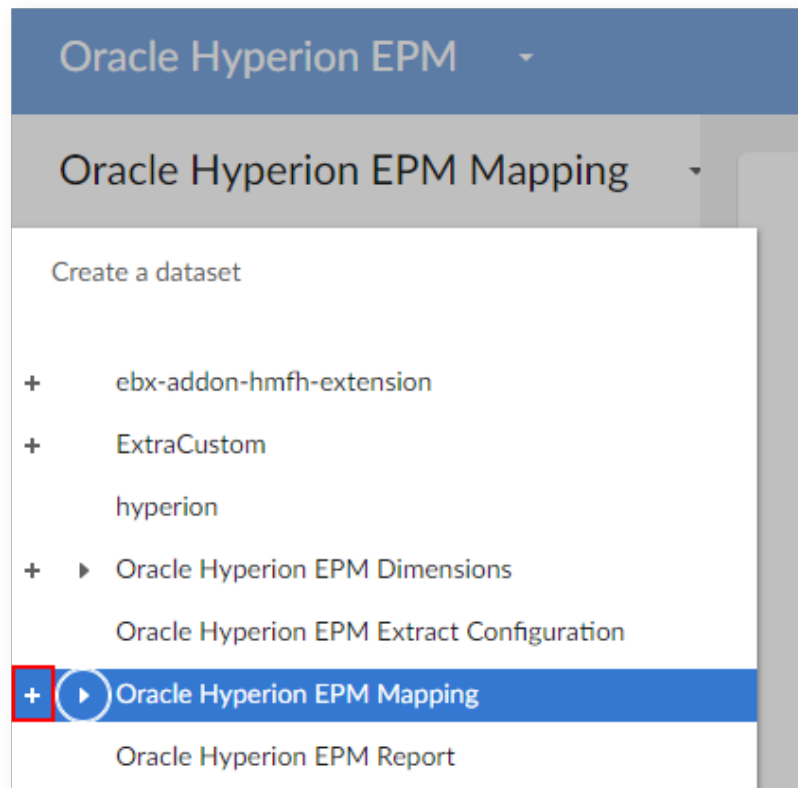 Oracle Hyperion EPM
Oracle Hyperion EPM Mapping
Create a dataset
+ ebx-addon-hmfh-extension
+ ExtraCustom
hyperion
+ Oracle Hyperion EPM Dimensions
Oracle Hyperion EPM Extract Configuration
+ Oracle Hyperion EPM Mapping
Oracle Hyperion EPM Report